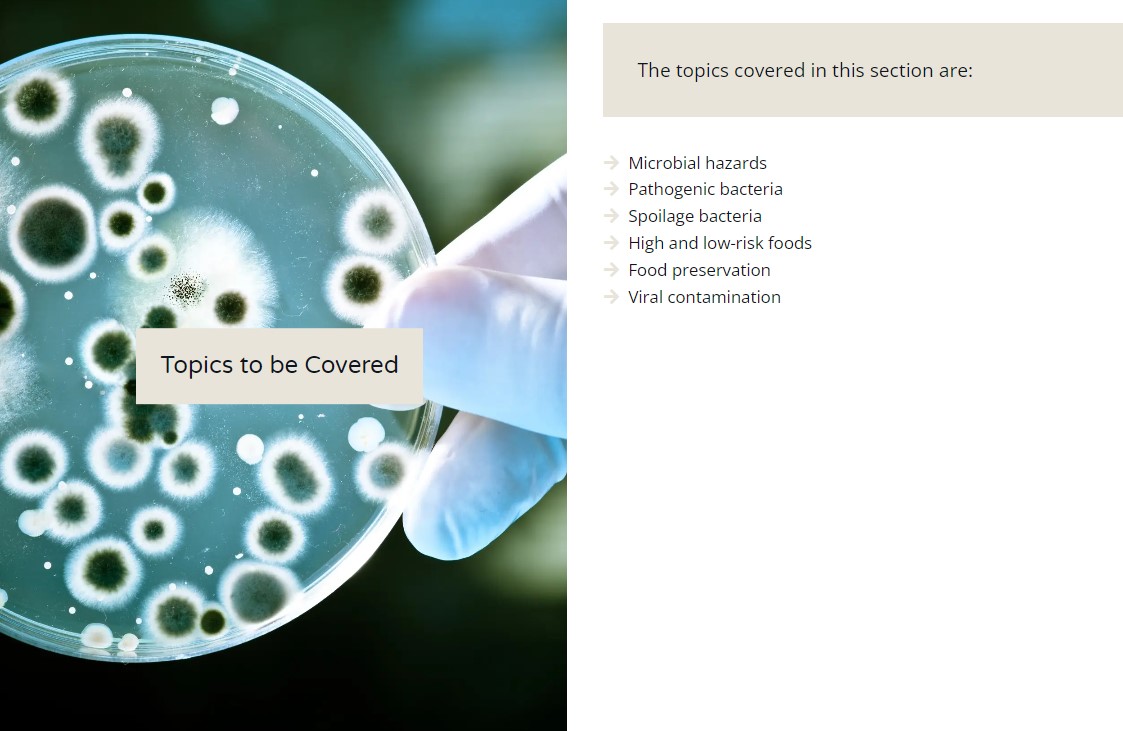 Topics to be Covered
The topics covered in this section are:
Microbial hazards
Pathogenic bacteria
Spoilage bacteria
High and low-risk foods
Food preservation
Viral contamination